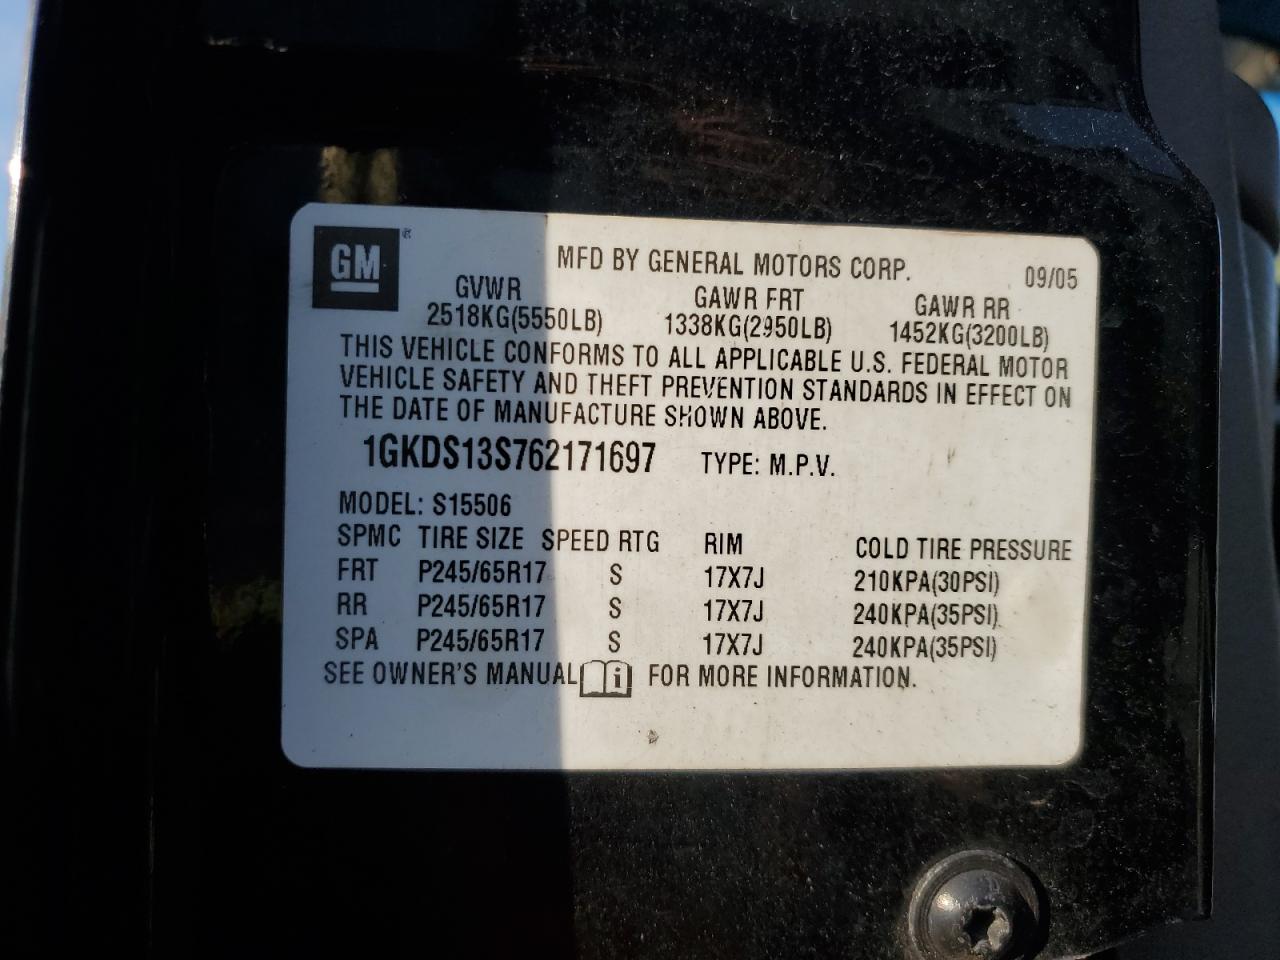 GM®
MFD BY GENERAL MOTORS CORP. 09/05
GVWR GAWR FRT GAWR RR
2518KG(5550LB) 1338KG(2950LB) 1452KG(3200LB)
THIS VEHICLE CONFORMS TO ALL APPLICABLE U.S. FEDERAL MOTOR
VEHICLE SAFETY AND THEFT PREVENTION STANDARDS IN EFFECT ON
THE DATE OF MANUFACTURE SHOWN ABOVE.
1GKDS13S762171697 TYPE: M.P.V.
MODEL: S15506
SPMC TIRE SIZE SPEED RTG RIM COLD TIRE PRESSURE
FRT P245/65R17 S 17X7J 210KPA(30PSI)
RR P245/65R17 S 17X7J 240KPA(35PSI)
SPA P245/65R17 S 17X7J 240KPA(35PSI)
SEE OWNER'S MANUAL i FOR MORE INFORMATION.